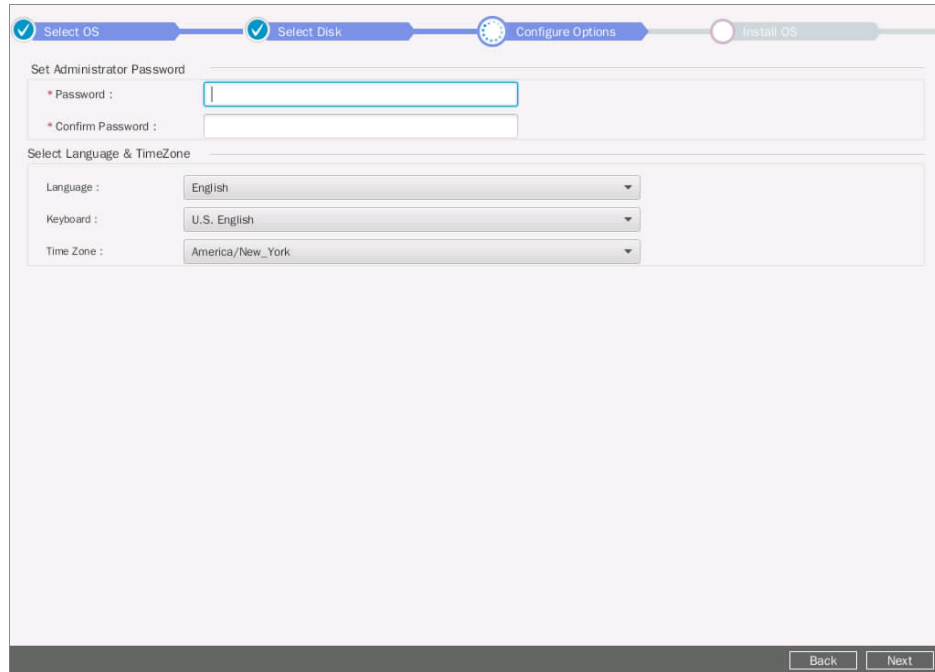 Select OS
Select Disk
Configure Options
Install OS
Set Administrator Password
* Password :
* Confirm Password :
Select Language & TimeZone
Language : English
Keyboard : U.S. English
Time Zone : America/New_York
Back Next